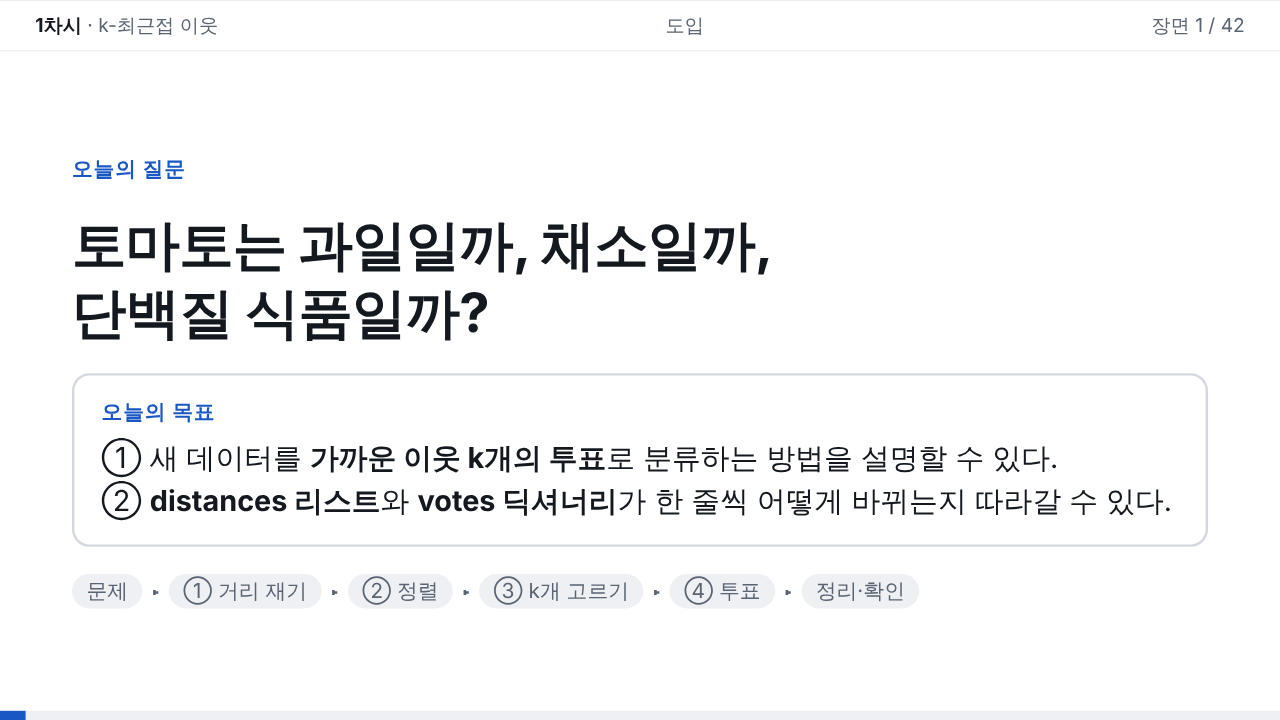 1차시 · k-최근접 이웃
도입
장면 1 / 42
오늘의 질문
토마토는 과일일까, 채소일까,
단백질 식품일까?
오늘의 목표
① 새 데이터를 가까운 이웃 k개의 투표로 분류하는 방법을 설명할 수 있다.
② distances 리스트와 votes 딕셔너리가 한 줄씩 어떻게 바뀌는지 따라갈 수 있다.
문제 ▸ ① 거리 재기 ▸ ② 정렬 ▸ ③ k개 고르기 ▸ ④ 투표 ▸ 정리·확인